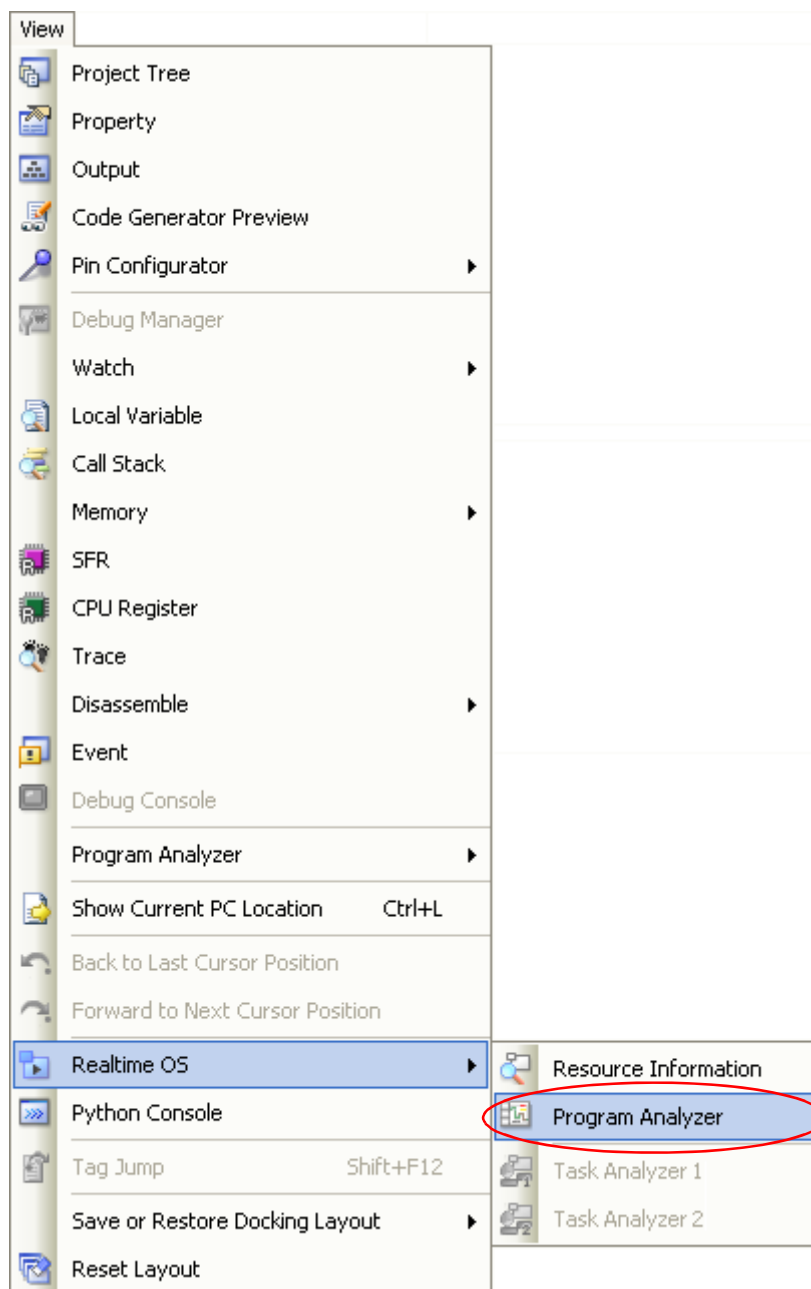 View
Project Tree
Property
Output
Code Generator Preview
Pin Configurator
Debug Manager
Watch
Local Variable
Call Stack
Memory
SFR
CPU Register
Trace
Disassemble
Event
Debug Console
Program Analyzer
Show Current PC Location Ctrl+L
Back to Last Cursor Position
Forward to Next Cursor Position
Realtime OS
Resource Information
Python Console
Program Analyzer
Tag Jump Shift+F12
Task Analyzer 1
Save or Restore Docking Layout
Task Analyzer 2
Reset Layout